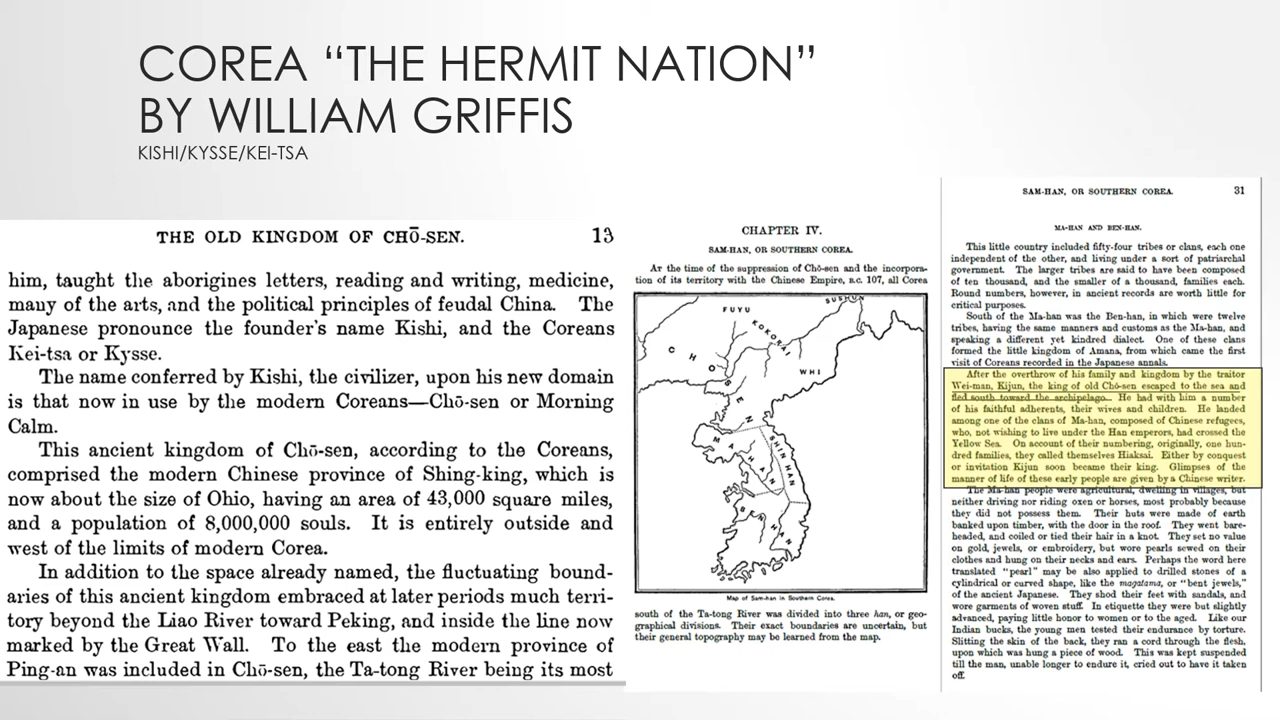 COREA “THE HERMIT NATION”
BY WILLIAM GRIFFIS
KISHI/KYSSE/KEI-TSA
THE OLD KINGDOM OF CHŌ-SEN. 13
him, taught the aborigines letters, reading and writing, medicine,
many of the arts, and the political principles of feudal China. The
Japanese pronounce the founder's name Kishi, and the Coreans
Kei-tsa or Kysse.
The name conferred by Kishi, the civilizer, upon his new domain
is that now in use by the modern Coreans—Chō-sen or Morning
Calm.
This ancient kingdom of Chō-sen, according to the Coreans,
comprised the modern Chinese province of Shing-king, which is
now about the size of Ohio, having an area of 43,000 square miles,
and a population of 8,000,000 souls. It is entirely outside and
west of the limits of modern Corea.
In addition to the space already named, the fluctuating bound-
aries of this ancient kingdom embraced at later periods much terri-
tory beyond the Liao River toward Peking, and inside the line now
marked by the Great Wall. To the east the modern province of
Ping-an was included in Chō-sen, the Ta-tong River being its most
CHAPTER IV.
SAM-HAN, OR SOUTHERN COREA.
At the time of the suppression of Chō-sen and the incorpora-
tion of its territory with the Chinese Empire, B.C. 107, all Corea
SUSHUN
FUYU
KOKORAI
WHI
CHO SEN
MA HAN
SHIN HAN
BEN HAN
Map of Sam-han in Southern Corea.
south of the Ta-tong River was divided into three han, or geo-
graphical divisions. Their exact boundaries are uncertain, but
their general topography may be learned from the map.
SAM-HAN, OR SOUTHERN COREA. 31
MA-HAN AND BEN-HAN.
This little country included fifty-four tribes or clans, each one
independent of the other, and living under a sort of patriarchal
government. The larger tribes are said to have been composed
of ten thousand, and the smaller of a thousand, families each.
Round numbers, however, in ancient records are worth little for
critical purposes.
South of the Ma-han was the Ben-han, in which were twelve
tribes, having the same manners and customs as the Ma-han, and
speaking a different yet kindred dialect. One of these clans
formed the little kingdom of Amana, from which came the first
visit of Coreans recorded in the Japanese annals.
After the overthrow of his family and kingdom by the traitor
Wei-man, Kijun, the king of old Chō-sen escaped to the sea and
fled south toward the archipelago. He had with him a number
of his faithful adherents, their wives and children. He landed
among one of the clans of Ma-han, composed of Chinese refugees,
who, not wishing to live under the Han emperors, had crossed the
Yellow Sea. On account of their numbering, originally, one hun-
dred families, they called themselves Hiaksai. Either by conquest
or invitation Kijun soon became their king. Glimpses of the
manner of life of these early people are given by a Chinese writer.
The Ma-han people were agricultural, dwelling in villages, but
neither driving nor riding oxen or horses, most probably because
they did not possess them. Their huts were made of earth
banked upon timber, with the door in the roof. They went bare-
headed, and coiled or tied their hair in a knot. They set no value
on gold, jewels, or embroidery, but wore pearls sewed on their
clothes and hung on their necks and ears. Perhaps the word here
translated "pearl" may be also applied to drilled stones of a
cylindrical or curved shape, like the magatama, or "bent jewels,"
of the ancient Japanese. They shod their feet with sandals, and
wore garments of woven stuff. In etiquette they were but slightly
advanced, paying little honor to women or to the aged. Like our
Indian bucks, the young men tested their endurance by torture.
Slitting the skin of the back, they ran a cord through the flesh,
upon which was hung a piece of wood. This was kept suspended
till the man, unable longer to endure it, cried out to have it taken
off.